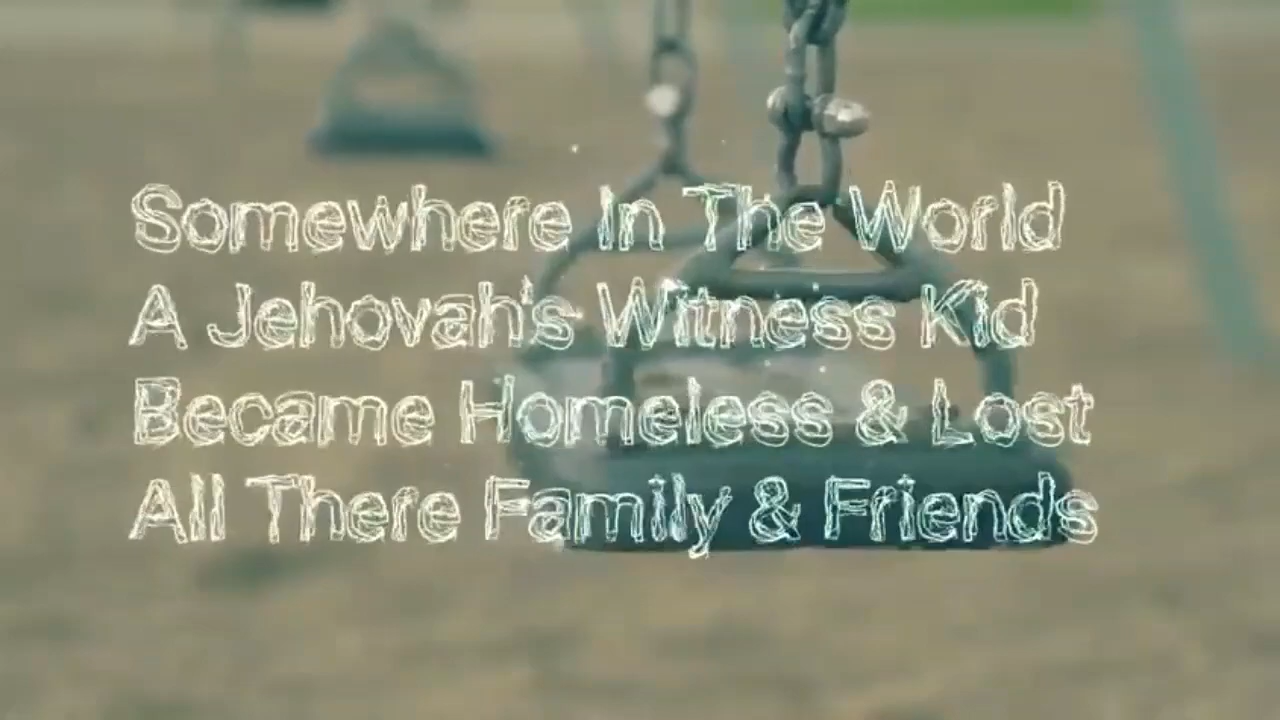 Somewhere In The World
A Jehovah's Witness Kid
Became Homeless & Lost
All There Family & Friends